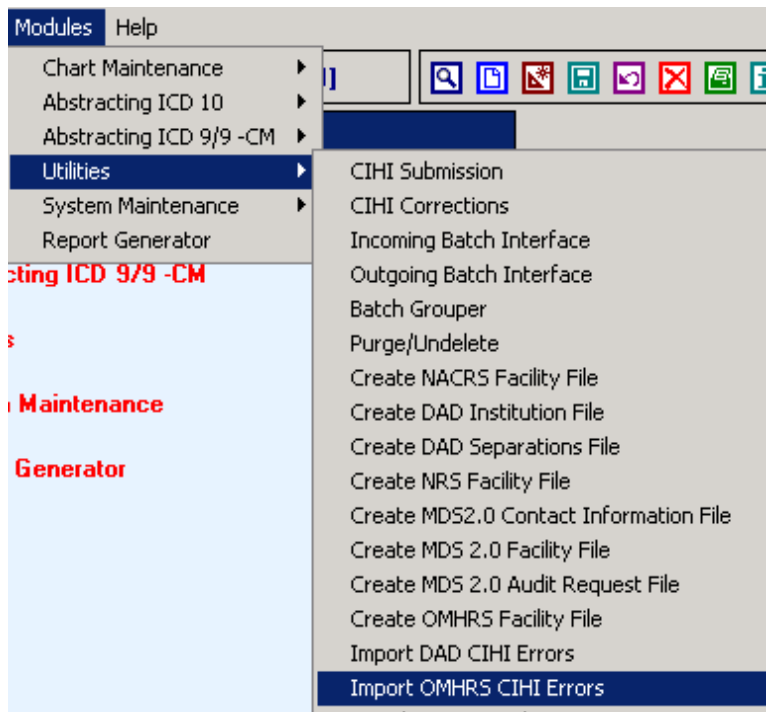 Modules Help
Chart Maintenance
Abstracting ICD 10
Abstracting ICD 9/9 -CM
Utilities
System Maintenance
Report Generator
cting ICD 9/9 -CM
s
Maintenance
Generator
CIHI Submission
CIHI Corrections
Incoming Batch Interface
Outgoing Batch Interface
Batch Grouper
Purge/Undelete
Create NACRS Facility File
Create DAD Institution File
Create DAD Separations File
Create NRS Facility File
Create MDS2.0 Contact Information File
Create MDS 2.0 Facility File
Create MDS 2.0 Audit Request File
Create OMHRS Facility File
Import DAD CIHI Errors
Import OMHRS CIHI Errors